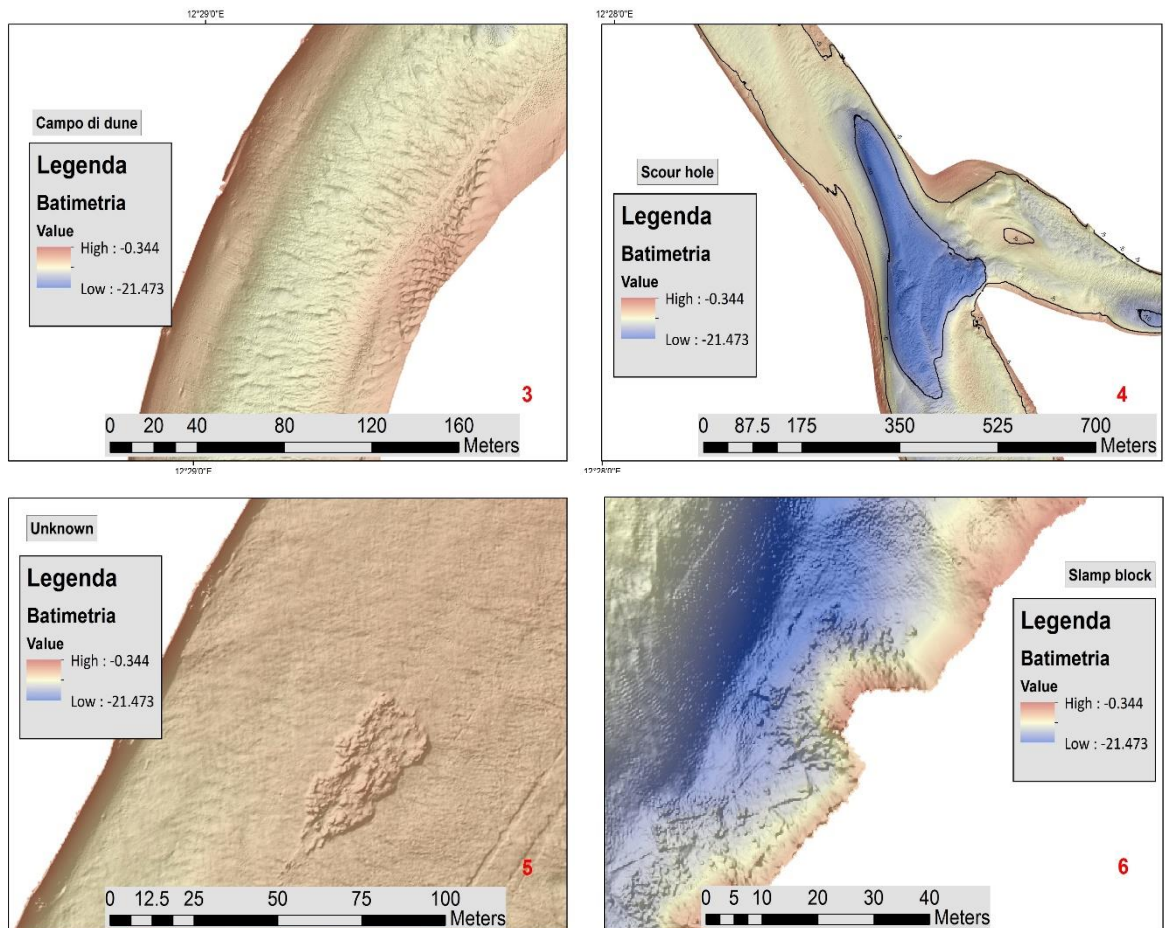 12°29'0"E
Campo di dune
Legenda
Batimetria
Value
High : -0.344
Low : -21.473
3
0 20 40 80 120 160
Meters
12°29'0"E
12°28'0"E
Scour hole
Legenda
Batimetria
Value
High : -0.344
Low : -21.473
4
0 87.5 175 350 525 700
Meters
12°28'0"E
Unknown
Legenda
Batimetria
Value
High : -0.344
Low : -21.473
5
0 12.5 25 50 75 100
Meters
Slamp block
Legenda
Batimetria
Value
High : -0.344
Low : -21.473
6
0 5 10 20 30 40
Meters